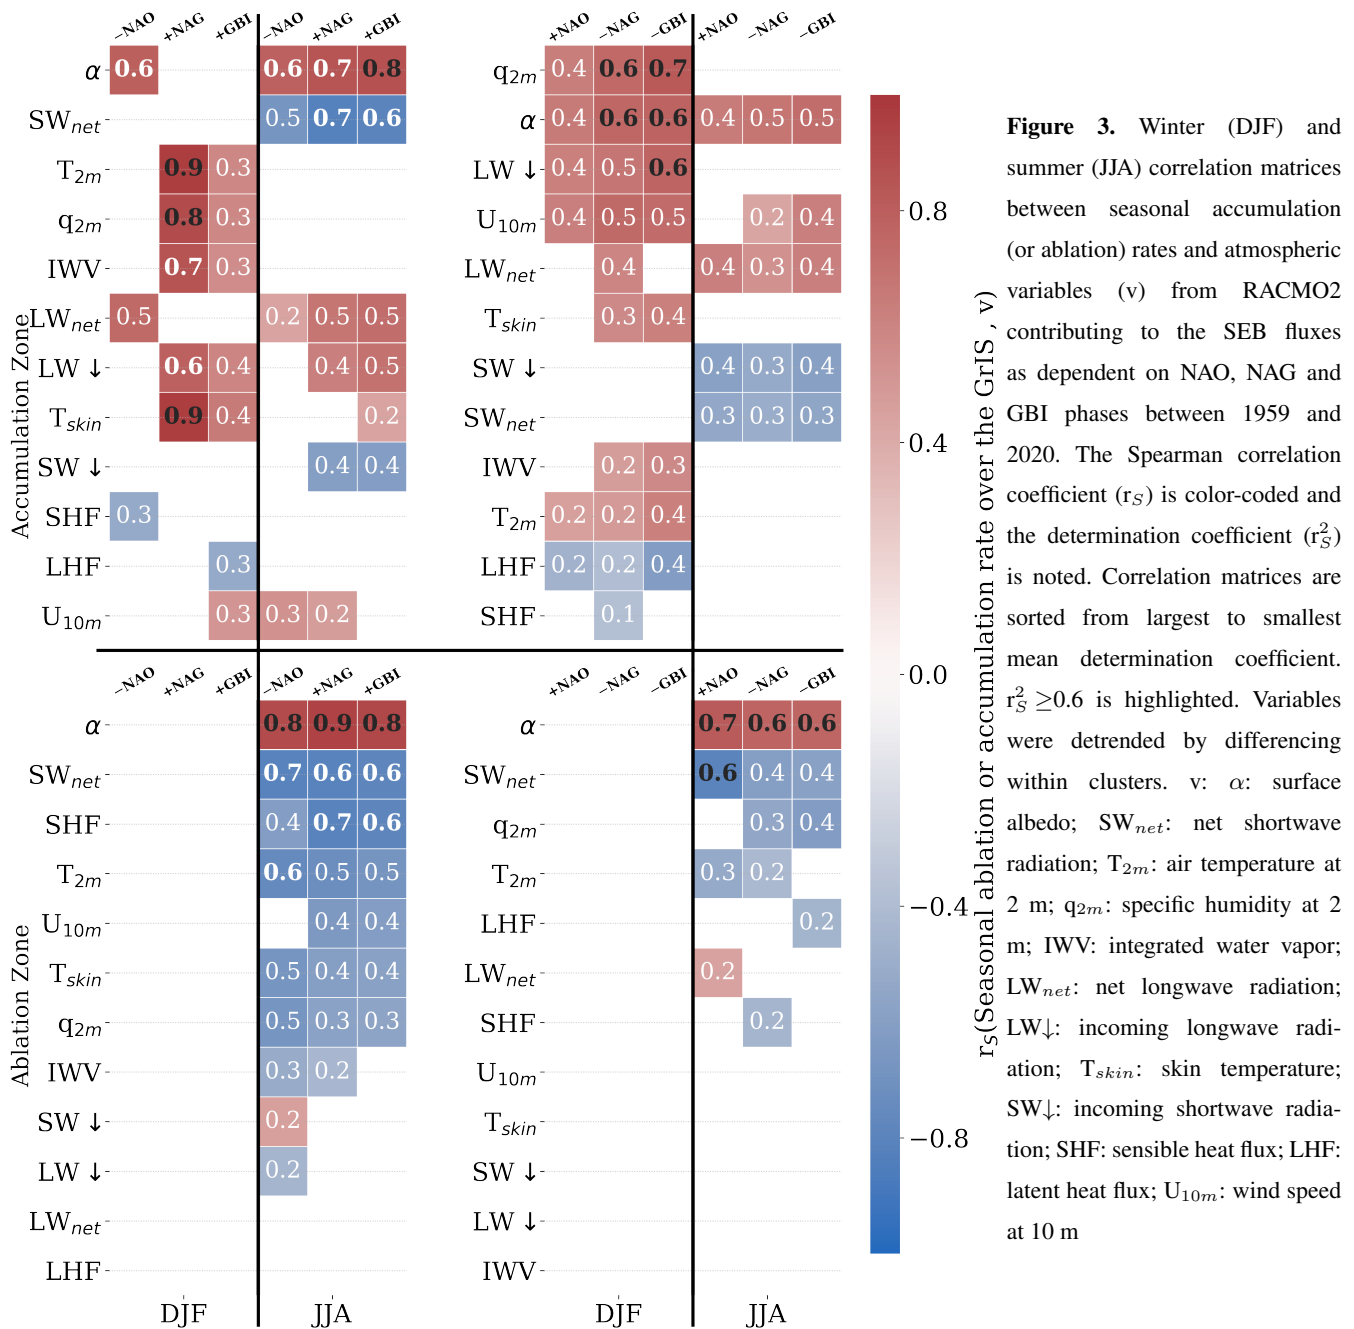 −NAO +NAG +GBI −NAO +NAG +GBI
α 0.6 0.6 0.7 0.8
SWnet 0.5 0.7 0.6
T2m 0.9 0.3
q2m 0.8 0.3
IWV 0.7 0.3
LWnet 0.5 0.2 0.5 0.5
LW ↓ 0.6 0.4 0.4 0.5
Tskin 0.9 0.4 0.2
SW ↓ 0.4 0.4
SHF 0.3
LHF 0.3
U10m 0.3 0.3 0.2
Accumulation Zone
+NAO −NAG −GBI +NAO −NAG −GBI
q2m 0.4 0.6 0.7
α 0.4 0.6 0.6 0.4 0.5 0.5
LW ↓ 0.4 0.5 0.6
U10m 0.4 0.5 0.5 0.2 0.4
LWnet 0.4 0.4 0.3 0.4
Tskin 0.3 0.4
SW ↓ 0.4 0.3 0.4
SWnet 0.3 0.3 0.3
IWV 0.2 0.3
T2m 0.2 0.2 0.4
LHF 0.2 0.2 0.4
SHF 0.1
−NAO +NAG +GBI −NAO +NAG +GBI
α 0.8 0.9 0.8
SWnet 0.7 0.6 0.6
SHF 0.4 0.7 0.6
T2m 0.6 0.5 0.5
U10m 0.4 0.4
Tskin 0.5 0.4 0.4
q2m 0.5 0.3 0.3
IWV 0.3 0.2
SW ↓ 0.2
LW ↓ 0.2
LWnet
LHF
Ablation Zone
DJF JJA
+NAO −NAG −GBI +NAO −NAG −GBI
α 0.7 0.6 0.6
SWnet 0.6 0.4 0.4
q2m 0.3 0.4
T2m 0.3 0.2
LHF 0.2
LWnet 0.2
SHF 0.2
U10m
Tskin
SW ↓
LW ↓
IWV
DJF JJA
0.8
0.4
0.0
−0.4
−0.8
rS(Seasonal ablation or accumulation rate over the GrIS , v)
Figure 3. Winter (DJF) and
summer (JJA) correlation matrices
between seasonal accumulation
(or ablation) rates and atmospheric
variables (v) from RACMO2
contributing to the SEB fluxes
as dependent on NAO, NAG and
GBI phases between 1959 and
2020. The Spearman correlation
coefficient (rS) is color-coded and
the determination coefficient (r²S)
is noted. Correlation matrices are
sorted from largest to smallest
mean determination coefficient.
r²S ≥0.6 is highlighted. Variables
were detrended by differencing
within clusters. v: α: surface
albedo; SWnet: net shortwave
radiation; T2m: air temperature at
2 m; q2m: specific humidity at 2
m; IWV: integrated water vapor;
LWnet: net longwave radiation;
LW↓: incoming longwave radi-
ation; Tskin: skin temperature;
SW↓: incoming shortwave radia-
tion; SHF: sensible heat flux; LHF:
latent heat flux; U10m: wind speed
at 10 m